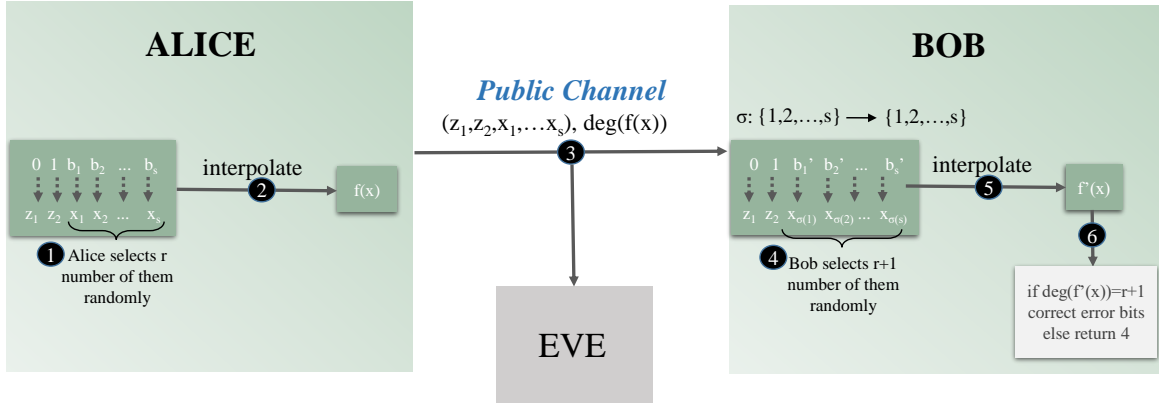 ALICE
0 1 b₁ b₂ ... bₛ
z₁ z₂ x₁ x₂ ... xₛ
1
Alice selects r
number of them
randomly
interpolate
2
f(x)
Public Channel
(z₁,z₂,x₁,…xₛ), deg(f(x))
3
EVE
BOB
σ: {1,2,…,s} → {1,2,…,s}
0 1 b₁’ b₂’ ... bₛ’
z₁ z₂ x_σ(1) x_σ(2) ... x_σ(s)
4
Bob selects r+1
number of them
randomly
interpolate
5
f’(x)
6
if deg(f’(x))=r+1
correct error bits
else return 4